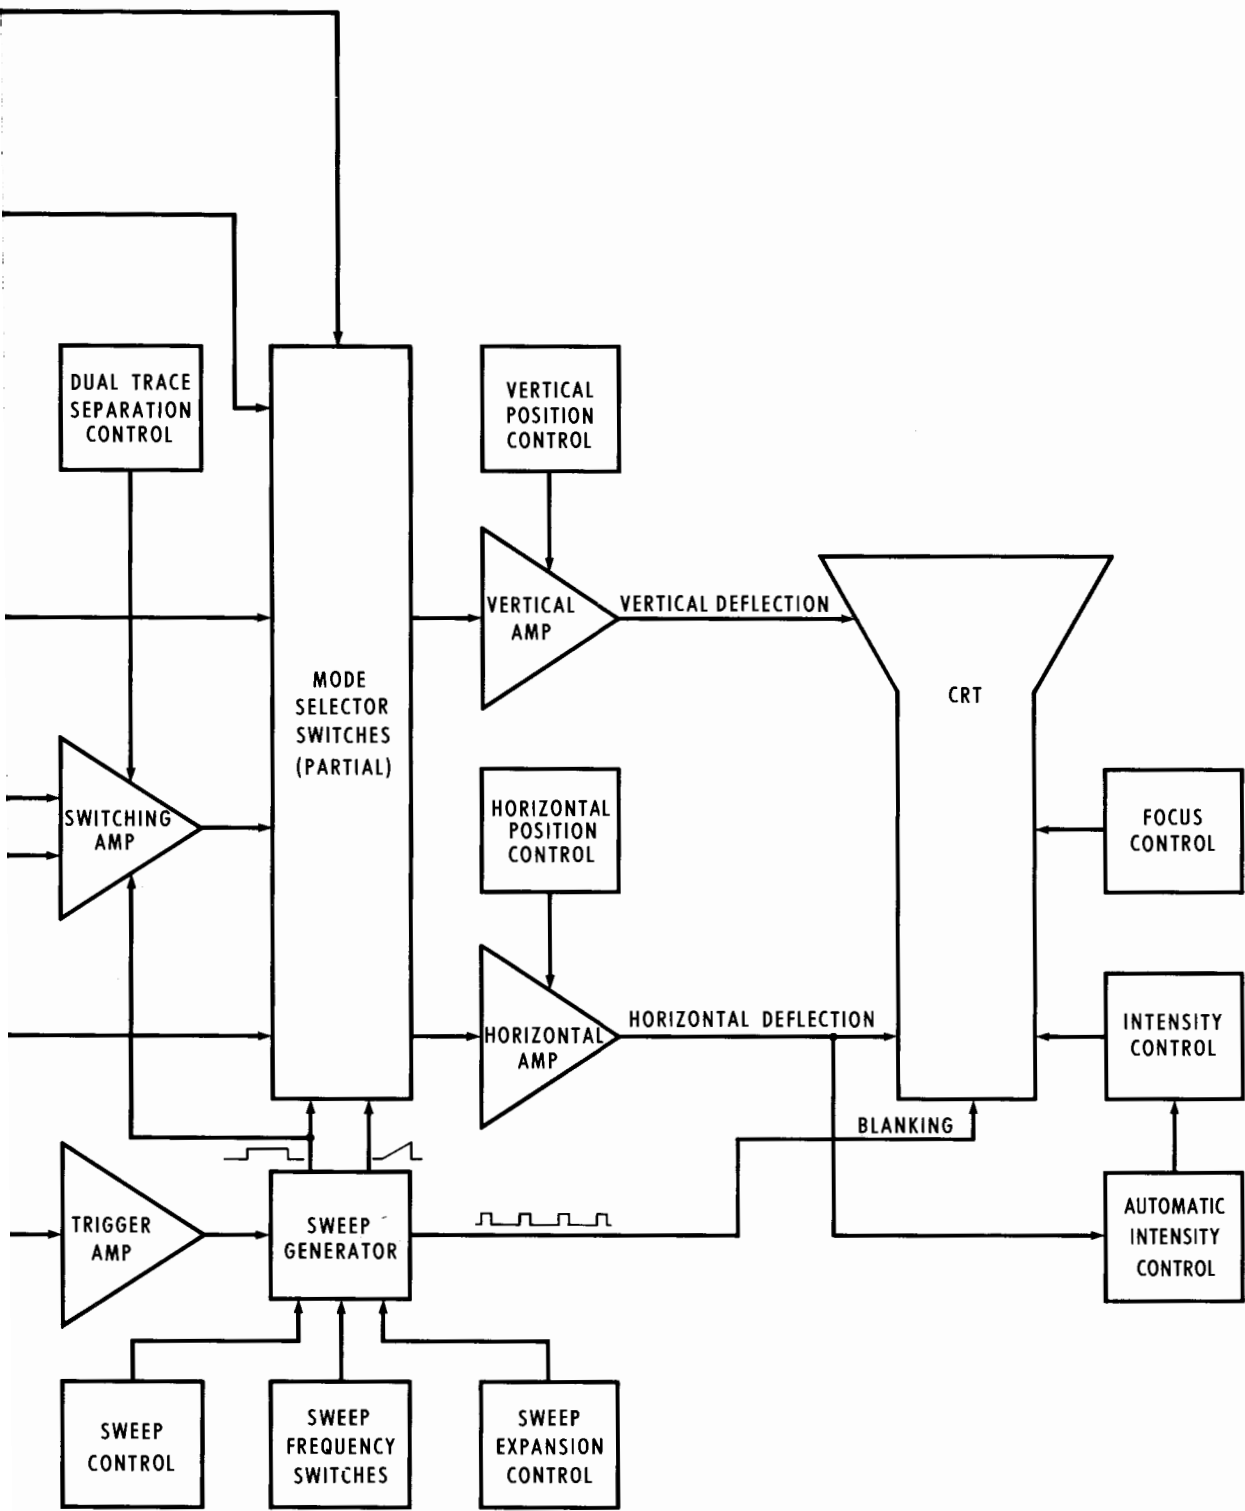 DUAL TRACE
SEPARATION
CONTROL
VERTICAL
POSITION
CONTROL
VERTICAL
AMP
VERTICAL DEFLECTION
MODE
SELECTOR
SWITCHES
(PARTIAL)
CRT
SWITCHING
AMP
HORIZONTAL
POSITION
CONTROL
FOCUS
CONTROL
HORIZONTAL
AMP
HORIZONTAL DEFLECTION
INTENSITY
CONTROL
BLANKING
TRIGGER
AMP
SWEEP
GENERATOR
AUTOMATIC
INTENSITY
CONTROL
SWEEP
CONTROL
SWEEP
FREQUENCY
SWITCHES
SWEEP
EXPANSION
CONTROL